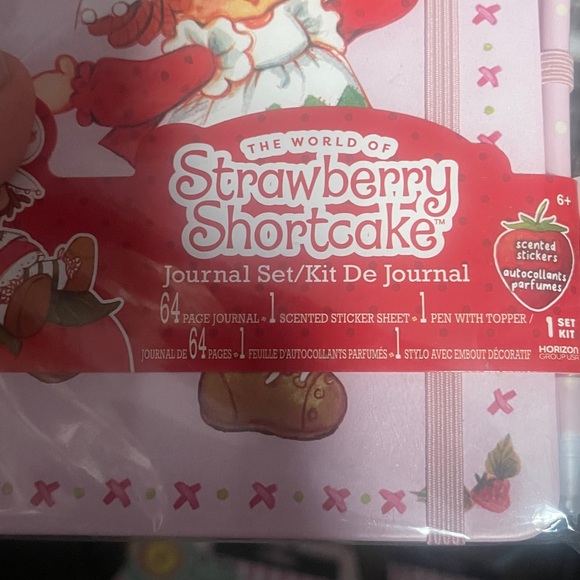 THE WORLD OF
Strawberry
Shortcake™
Journal Set/Kit De Journal
64 PAGE JOURNAL • 1 SCENTED STICKER SHEET • 1 PEN WITH TOPPER /
JOURNAL DE 64 PAGES • 1 FEUILLE D'AUTOCOLLANTS PARFUMÉS • 1 STYLO AVEC EMBOUT DÉCORATIF
6+
scented
stickers
autocollants
parfumés
1 SET
KIT
HORIZON
GROUP USA